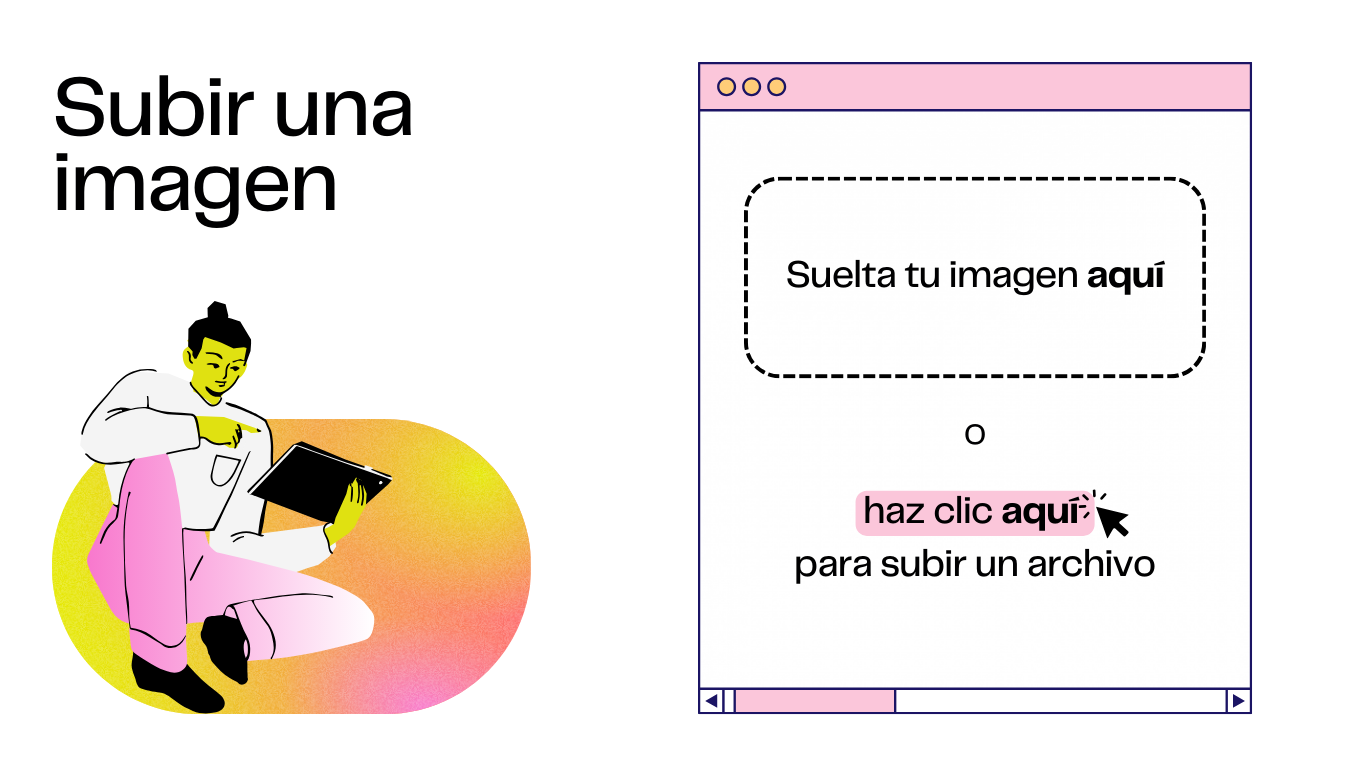 Subir una
imagen
Suelta tu imagen aquí
o
haz clic aquí
para subir un archivo